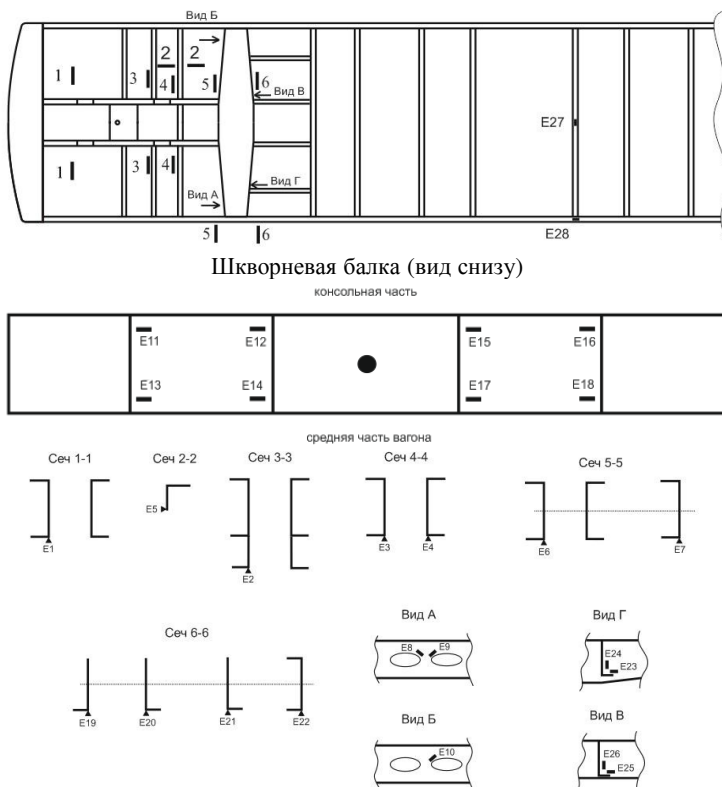 Вид Б
2 2
1 3 4 5 6
Вид В
E27
1 3 4
Вид А Вид Г
5 6 E28
Шкворневая балка (вид снизу)
консольная часть
E11 E12 E15 E16
E13 E14 E17 E18
средняя часть вагона
Сеч 1-1 Сеч 2-2 Сеч 3-3 Сеч 4-4 Сеч 5-5
E5
E1 E2 E3 E4 E6 E7
Сеч 6-6 Вид А Вид Г
E8 E9 E24
E23
E19 E20 E21 E22
Вид Б Вид В
E10 E26
E25